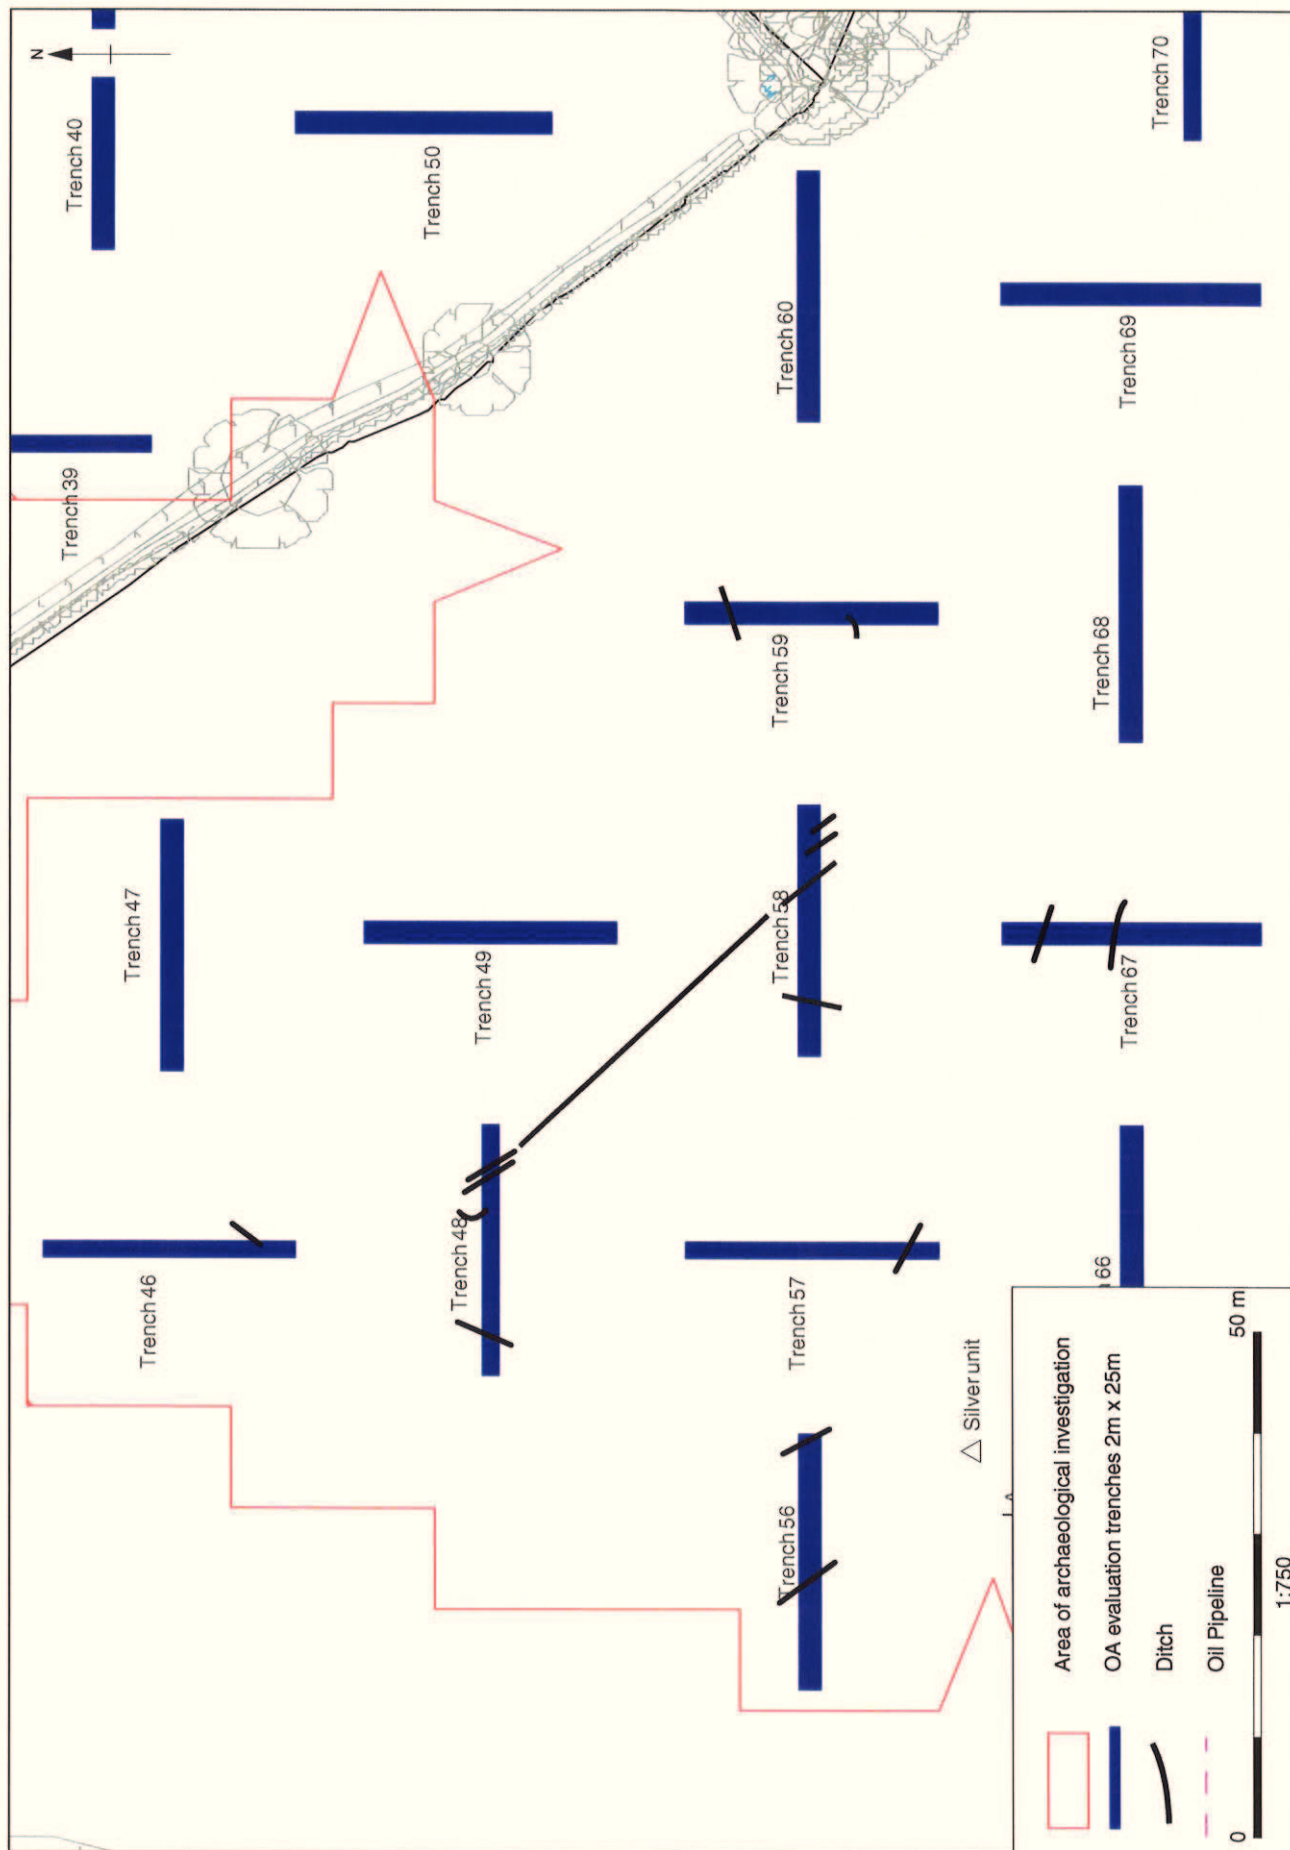 N
Trench 40
Trench 50
Trench 70
Trench 39
Trench 60
Trench 69
Trench 59
Trench 68
Trench 47
Trench 49
Trench 58
Trench 67
Trench 46
Trench 48
Trench 57
66
Trench 56
Silver unit
Area of archaeological investigation
OA evaluation trenches 2m x 25m
Ditch
Oil Pipeline
0
50 m
1:750